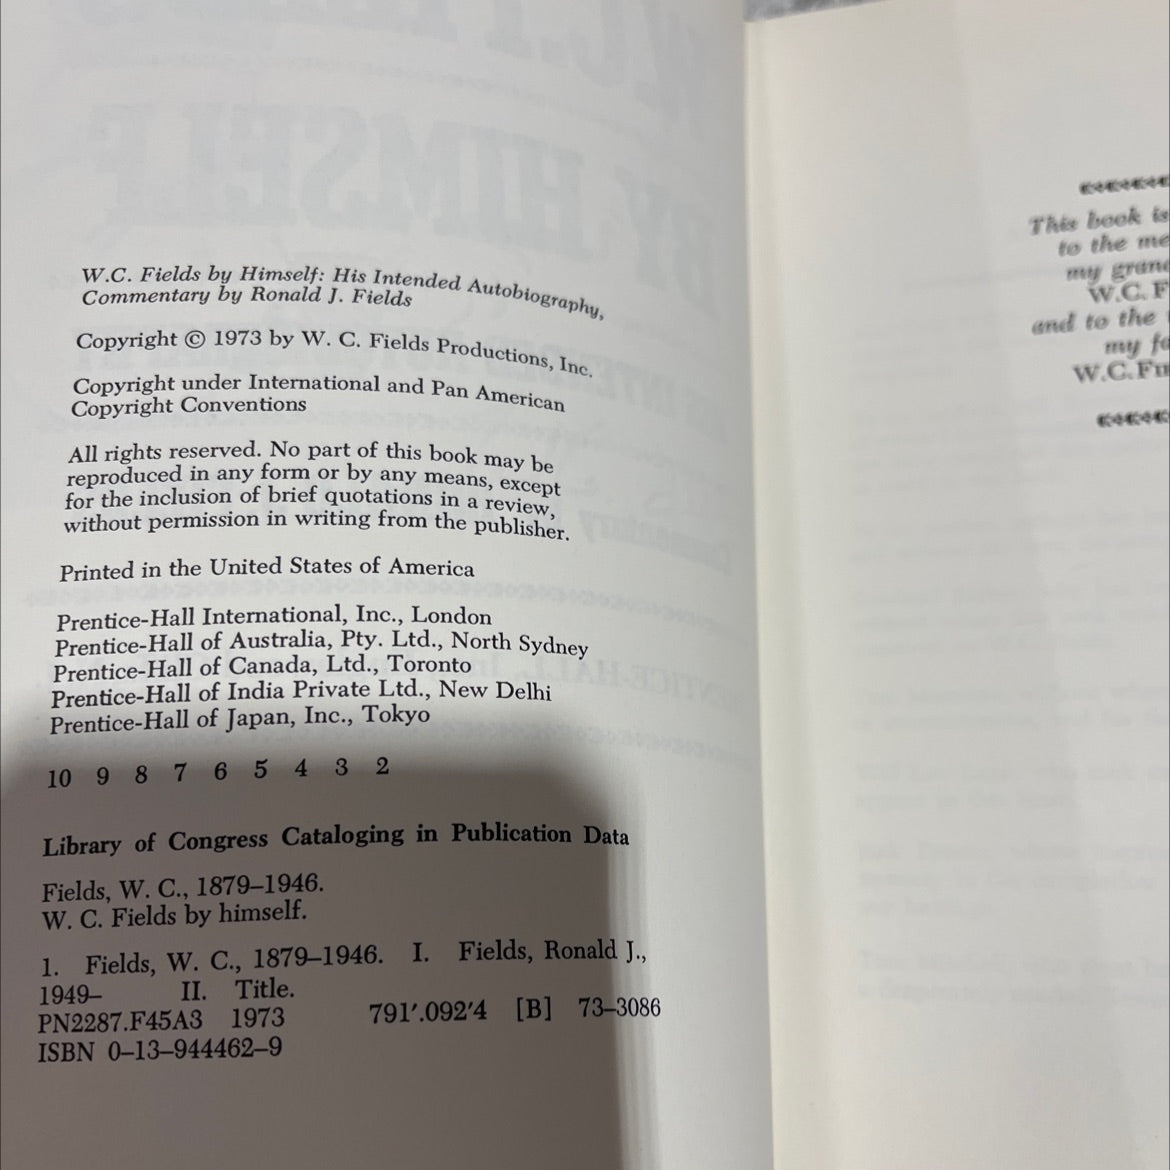 W.C. Fields by Himself: His Intended Autobiography,
Commentary by Ronald J. Fields
Copyright © 1973 by W. C. Fields Productions, Inc.
Copyright under International and Pan American
Copyright Conventions
All rights reserved. No part of this book may be
reproduced in any form or by any means, except
for the inclusion of brief quotations in a review,
without permission in writing from the publisher.
Printed in the United States of America
Prentice-Hall International, Inc., London
Prentice-Hall of Australia, Pty. Ltd., North Sydney
Prentice-Hall of Canada, Ltd., Toronto
Prentice-Hall of India Private Ltd., New Delhi
Prentice-Hall of Japan, Inc., Tokyo
10 9 8 7 6 5 4 3 2
Library of Congress Cataloging in Publication Data
Fields, W. C., 1879–1946.
W. C. Fields by himself.
1. Fields, W. C., 1879–1946. I. Fields, Ronald J.,
1949– II. Title.
PN2287.F45A3 1973 791'.092'4 [B] 73–3086
ISBN 0–13–944462–9
This book is
to the
my
W.C.
and to the
my
W.C.